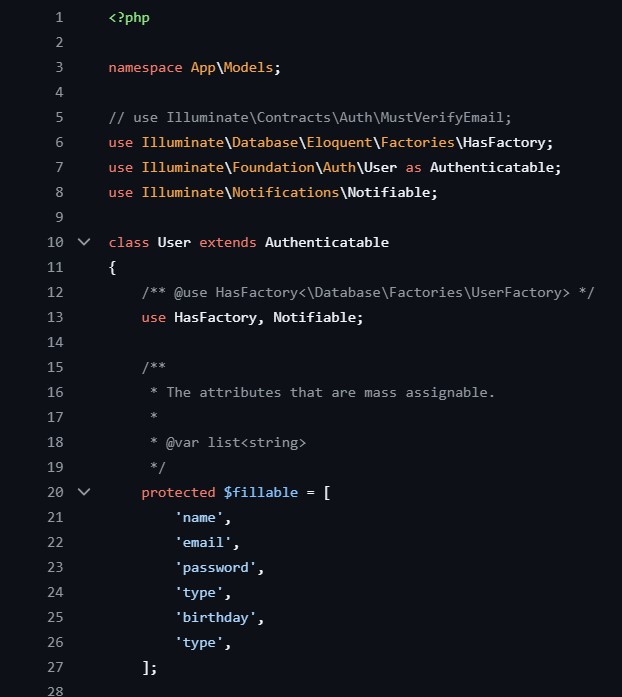 1 <?php
2
3 namespace App\Models;
4
5 // use Illuminate\Contracts\Auth\MustVerifyEmail;
6 use Illuminate\Database\Eloquent\Factories\HasFactory;
7 use Illuminate\Foundation\Auth\User as Authenticatable;
8 use Illuminate\Notifications\Notifiable;
9
10 class User extends Authenticatable
11 {
12     /** @use HasFactory<\Database\Factories\UserFactory> */
13     use HasFactory, Notifiable;
14
15     /**
16      * The attributes that are mass assignable.
17      *
18      * @var list<string>
19      */
20     protected $fillable = [
21         'name',
22         'email',
23         'password',
24         'type',
25         'birthday',
26         'type',
27     ];
28